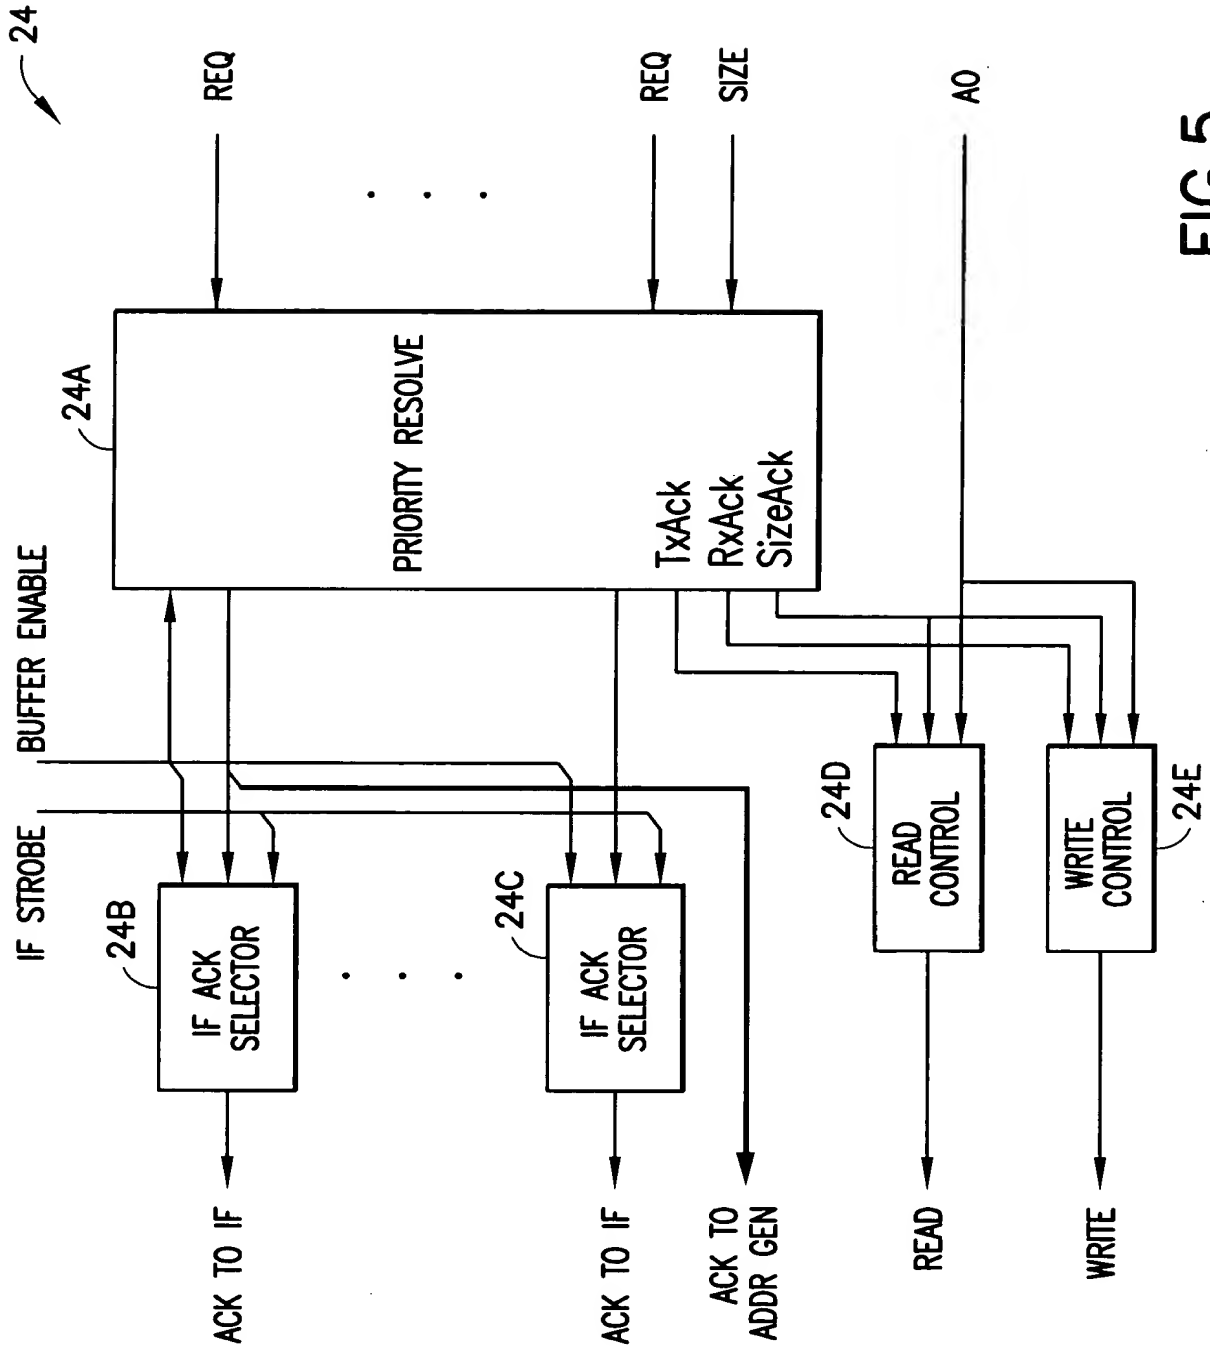 IF STROBE
BUFFER ENABLE
24
24A
24B
ACK TO IF
IF ACK
SELECTOR
REQ
PRIORITY RESOLVE
24C
ACK TO IF
IF ACK
SELECTOR
REQ
TxAck
RxAck
SizeAck
SIZE
ACK TO
ADDR GEN
24D
READ
READ
CONTROL
A0
WRITE
WRITE
CONTROL
24E
FIG.5